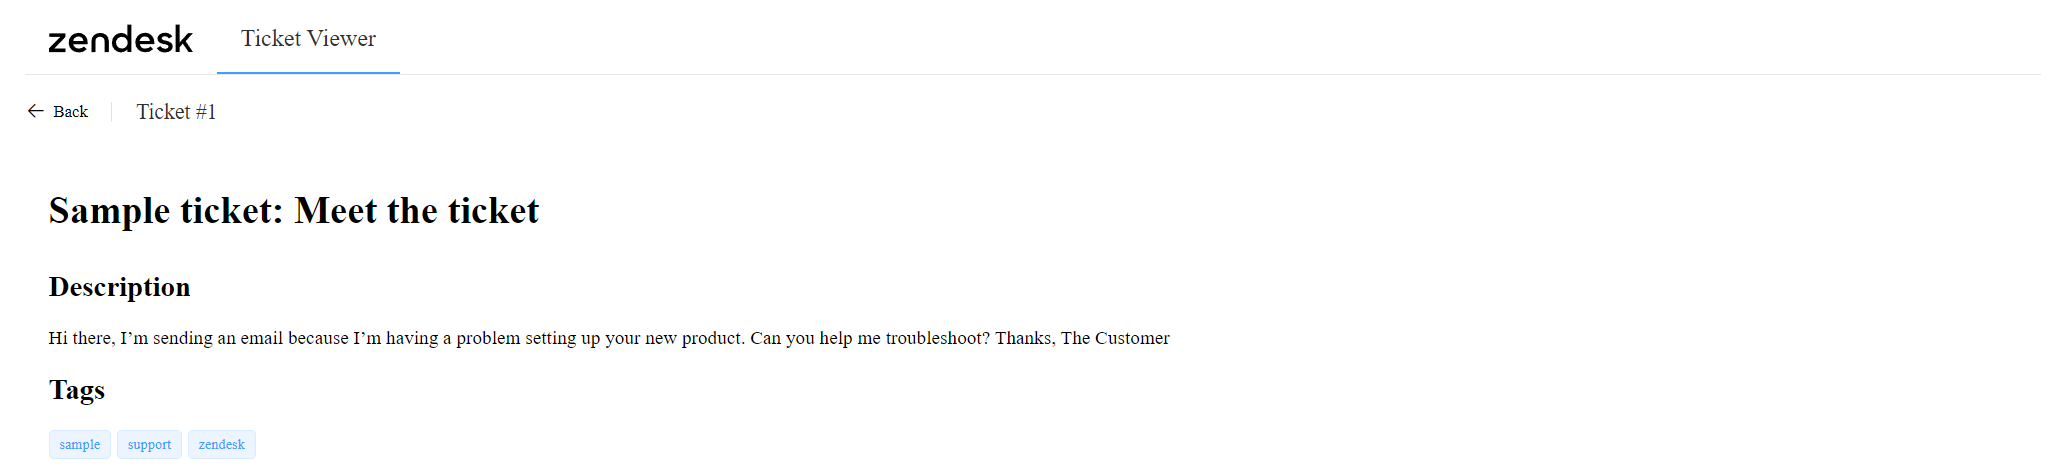 zendesk Ticket Viewer
Back Ticket #1
Sample ticket: Meet the ticket
Description
Hi there, I’m sending an email because I’m having a problem setting up your new product. Can you help me troubleshoot? Thanks, The Customer
Tags
sample support zendesk